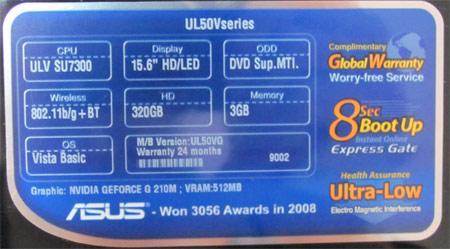 UL50Vseries
CPU
ULV SU7300
Display
15.6" HD/LED
ODD
DVD Sup.MTI.
Wireless
802.11b/g+BT
HD
320GB
Memory
3GB
OS
Vista Basic
M/B Version:UL50VG
Warranty 24 months
9002
Graphic: NVIDIA GEFORCE G 210M ; VRAM:512MB
ASUS - Won 3056 Awards in 2008
Complimentary
Global Warranty
Worry-free Service
8 Sec
Boot Up
Instant Online
Express Gate
Health Assurance
Ultra-Low
Electro Magnetic Interference